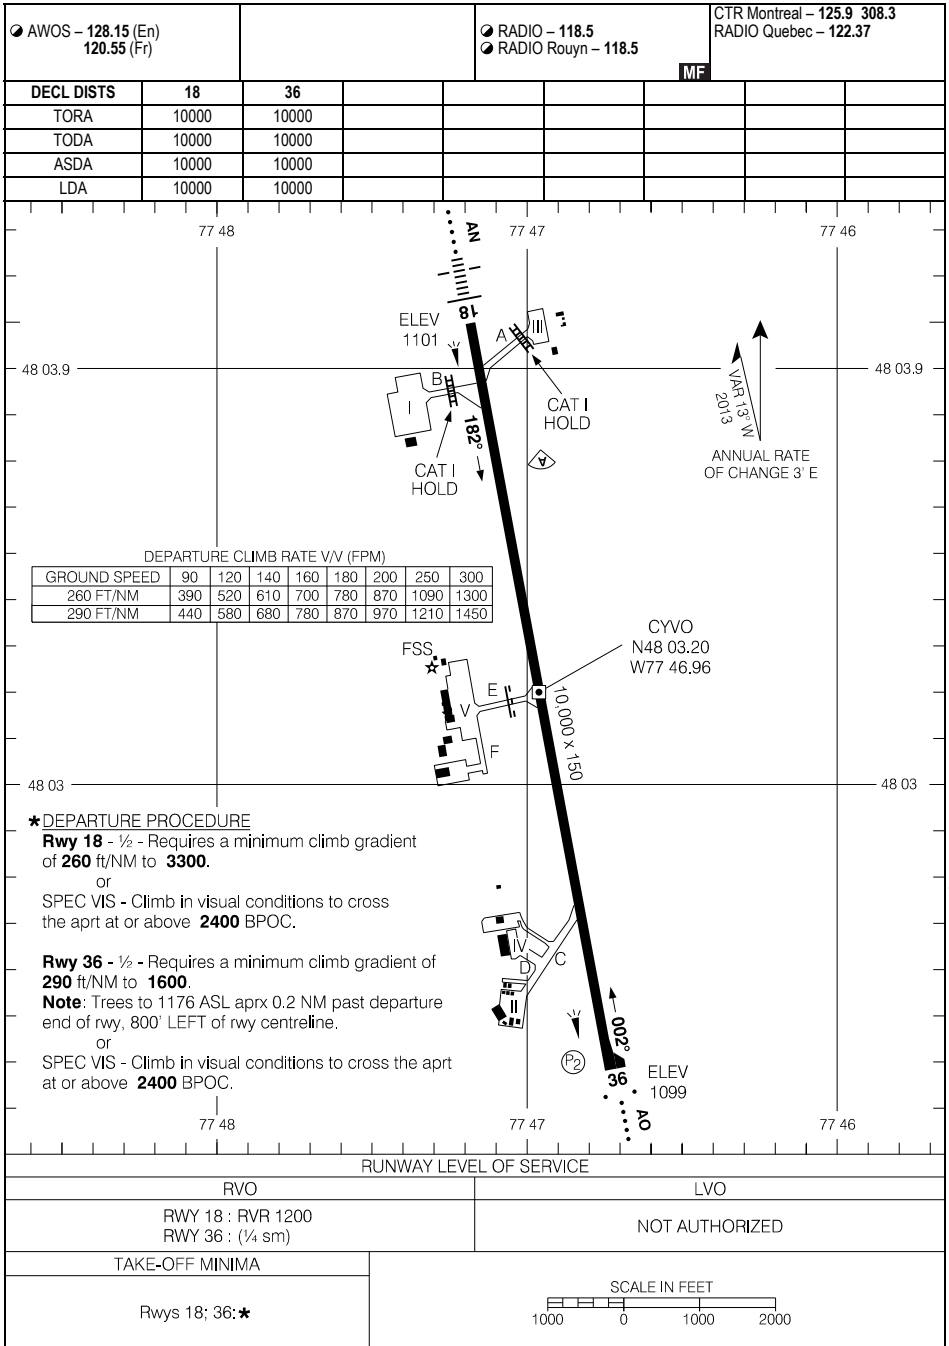 AWOS – 128.15 (En)
120.55 (Fr)
RADIO – 118.5
RADIO Rouyn – 118.5
MF
CTR Montreal – 125.9 308.3
RADIO Quebec – 122.37
DECL DISTS 18 36
TORA 10000 10000
TODA 10000 10000
ASDA 10000 10000
LDA 10000 10000
77 48 77 47 77 46
AN
18
ELEV
1101
A
III
48 03.9 48 03.9
B
I
CAT I
HOLD
CAT I
HOLD
182°
A
VAR 13° W
2013
ANNUAL RATE
OF CHANGE 3' E
DEPARTURE CLIMB RATE V/V (FPM)
GROUND SPEED 90 120 140 160 180 200 250 300
260 FT/NM 390 520 610 700 780 870 1090 1300
290 FT/NM 440 580 680 780 870 970 1210 1450
CYVO
N48 03.20
W77 46.96
FSS
E
V
F
10,000 x 150
48 03 48 03
*DEPARTURE PROCEDURE
Rwy 18 - ½ - Requires a minimum climb gradient
of 260 ft/NM to 3300.
or
SPEC VIS - Climb in visual conditions to cross
the aprt at or above 2400 BPOC.
Rwy 36 - ½ - Requires a minimum climb gradient of
290 ft/NM to 1600.
Note: Trees to 1176 ASL aprx 0.2 NM past departure
end of rwy, 800' LEFT of rwy centreline.
or
SPEC VIS - Climb in visual conditions to cross the aprt
at or above 2400 BPOC.
IV
D
C
II
002°
P2
36
ELEV
1099
AO
77 48 77 47 77 46
RUNWAY LEVEL OF SERVICE
RVO LVO
RWY 18 : RVR 1200
RWY 36 : (¼ sm)
NOT AUTHORIZED
TAKE-OFF MINIMA
Rwys 18; 36:*
SCALE IN FEET
1000 0 1000 2000